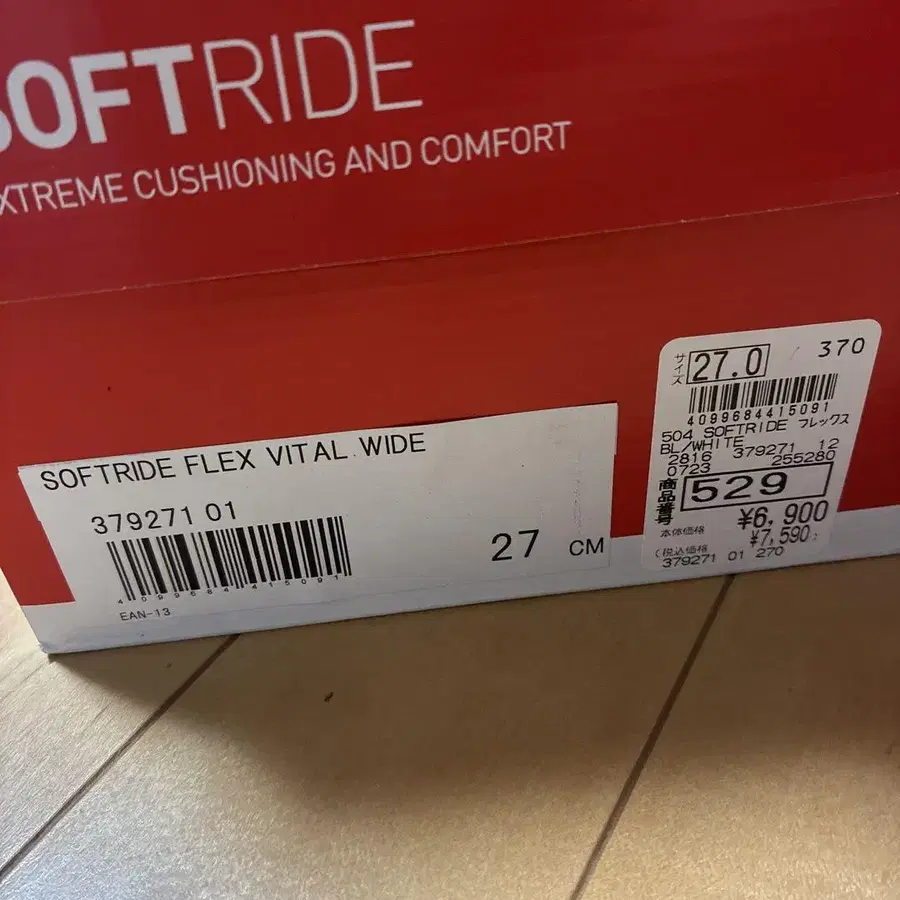 SOFTRIDE
EXTREME CUSHIONING AND COMFORT
SOFTRIDE FLEX VITAL WIDE
379271 01
4099684415091
EAN-13
27 CM
サイズ 27.0 370
4099684415091
504 SOFTRIDE フレックス
BL/WHITE
2816 379271 12
0723 255280
商品番号 529
本体価格 ¥6,900
(税込価格 ¥7,590)
379271 01 270